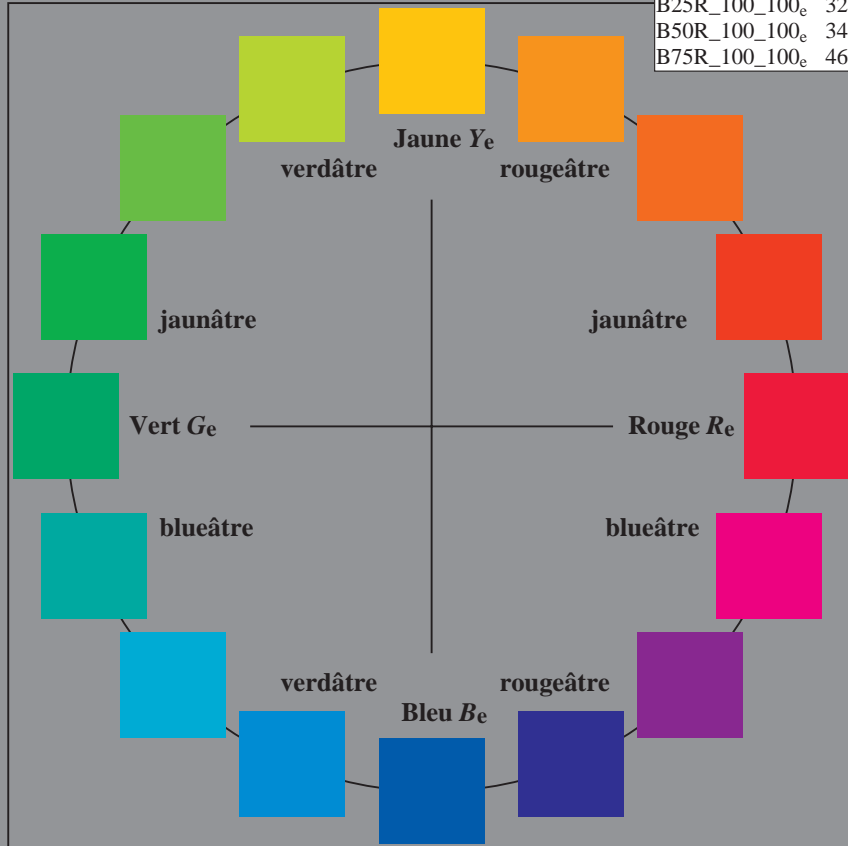 B25R_100_100e 32
B50R_100_100e 34
B75R_100_100e 46
Jaune Ye
verdâtre rougeâtre
jaunâtre jaunâtre
Vert Ge Rouge Re
blueâtre blueâtre
verdâtre rougeâtre
Bleu Be